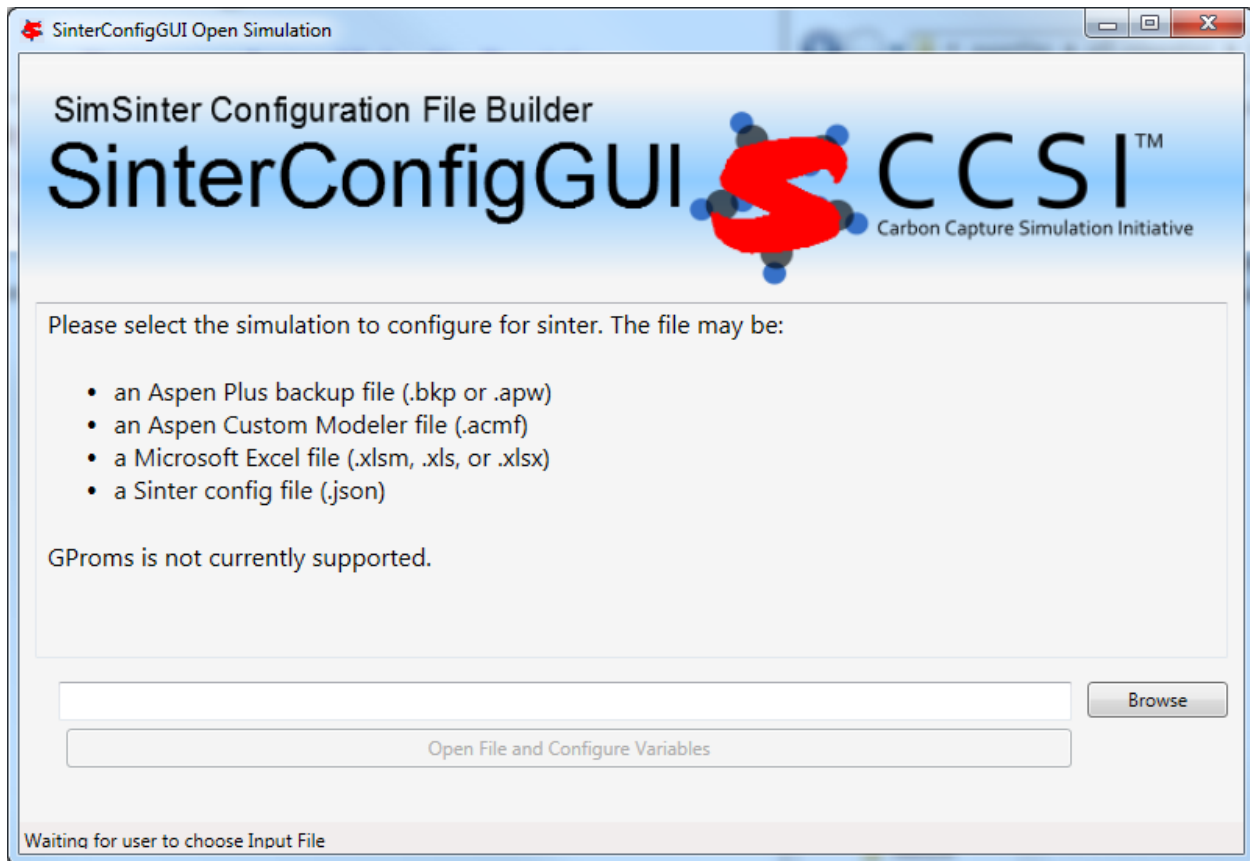 SinterConfigGUI Open Simulation
SimSinter Configuration File Builder
SinterConfigGUI
CCSI™
Carbon Capture Simulation Initiative
Please select the simulation to configure for sinter. The file may be:
• an Aspen Plus backup file (.bkp or .apw)
• an Aspen Custom Modeler file (.acmf)
• a Microsoft Excel file (.xlsm, .xls, or .xlsx)
• a Sinter config file (.json)
GProms is not currently supported.
Browse
Open File and Configure Variables
Waiting for user to choose Input File